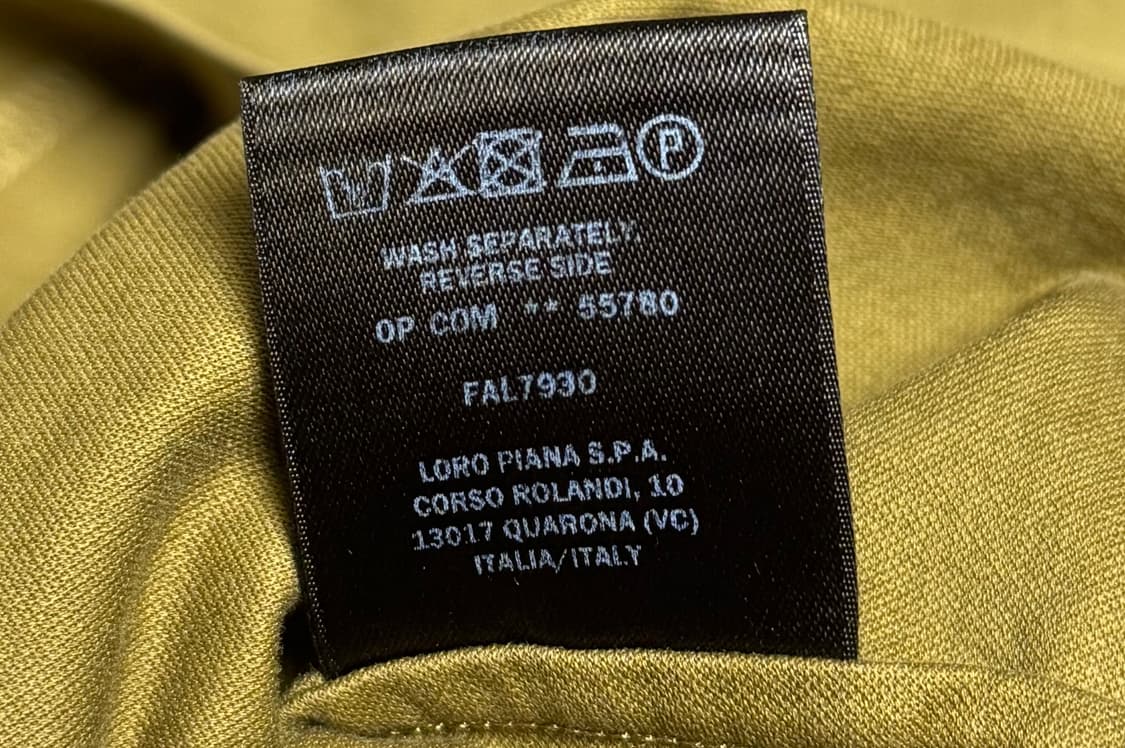 P
WASH SEPARATELY.
REVERSE SIDE
OP COM ** 55780
FAL7930
LORO PIANA S.P.A.
CORSO ROLANDI, 10
13017 QUARONA (VC)
ITALIA/ITALY